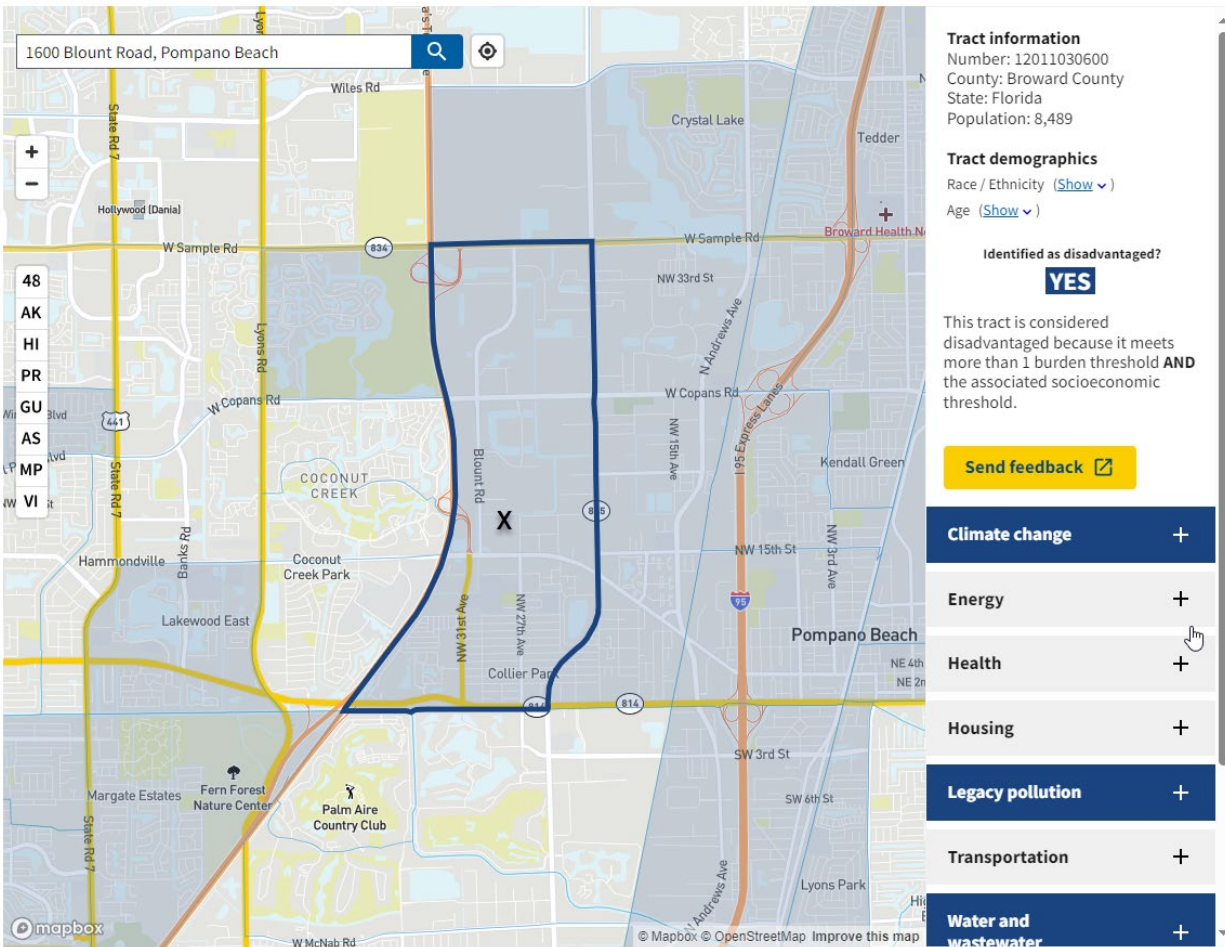 1600 Blount Road, Pompano Beach
Wiles Rd
State Rd 7
Crystal Lake
Tedder
Hollywood (Dania)
W Sample Rd
834
W Sample Rd
Broward Health
NW 33rd St
N Andrews Ave
Lyons Rd
W Copans Rd
W Copans Rd
441
+
−
48
AK
HI
PR
GU
AS
MP
VI
Blvd
State Rd 7
COCONUT
CREEK
Blount Rd
X
NW 15th Ave
I 95 Express Lanes
Kendall Green
Hammondville
Banks Rd
Coconut
Creek Park
NW 15th St
NW 3rd Ave
95
Lakewood East
NW 31st Ave
NW 27th Ave
Pompano Beach
Collier Park
NE 4th
814
814
SW 3rd St
Margate Estates
Fern Forest
Nature Center
Palm Aire
Country Club
SW 6th St
State Rd 7
N Andrews Ave
Lyons Park
mapbox
W McNab Rd
© Mapbox © OpenStreetMap Improve this map
Tract information
Number: 12011030600
County: Broward County
State: Florida
Population: 8,489
Tract demographics
Race / Ethnicity (Show)
Age (Show)
Identified as disadvantaged?
YES
This tract is considered
disadvantaged because it meets
more than 1 burden threshold AND
the associated socioeconomic
threshold.
Send feedback
Climate change +
Energy +
Health +
Housing +
Legacy pollution +
Transportation +
Water and +
wastewater